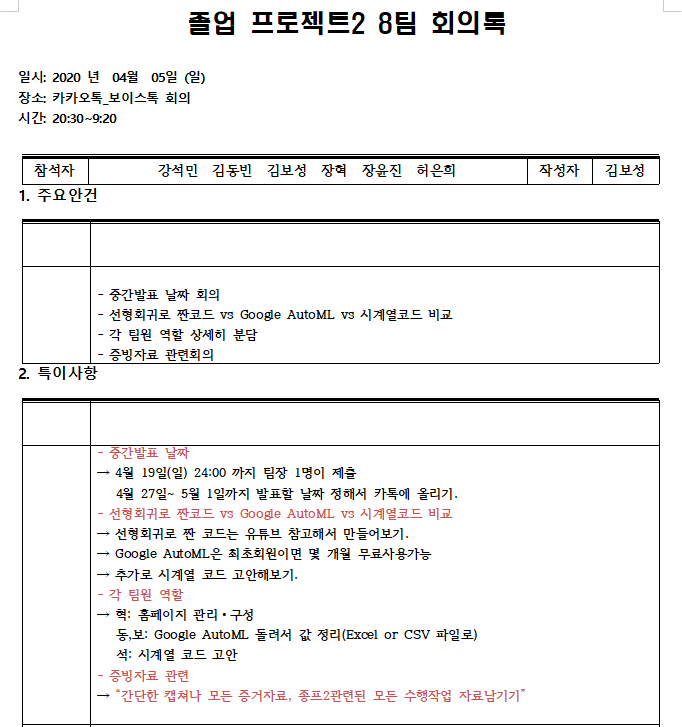 졸업 프로젝트2 8팀 회의톡
일시: 2020 년 04월 05일 (일)
장소: 카카오톡_보이스톡 회의
시간: 20:30~9:20
참석자 강석민 김동빈 김보성 장혁 장윤진 허은희 작성자 김보성
1. 주요안건
- 중간발표 날짜 회의
- 선형회귀로 짠코드 vs Google AutoML vs 시계열코드 비교
- 각 팀원 역할 상세히 분담
- 증빙자료 관련회의
2. 특이사항
- 중간발표 날짜
→ 4월 19일(일) 24:00 까지 팀장 1명이 제출
4월 27일~ 5월 1일까지 발표할 날짜 정해서 카톡에 올리기.
- 선형회귀로 짠코드 vs Google AutoML vs 시계열코드 비교
→ 선형회귀로 짠 코드는 유튜브 참고해서 만들어보기.
→ Google AutoML은 최초회원이면 몇 개월 무료사용가능
→ 추가로 시계열 코드 고안해보기.
- 각 팀원 역할
→ 혁: 홈페이지 관리・구성
동,보: Google AutoML 돌려서 값 정리(Excel or CSV 파일로)
석: 시계열 코드 고안
- 증빙자료 관련
→ “간단한 캡쳐나 모든 증거자료, 종프2관련된 모든 수행작업 자료남기기”